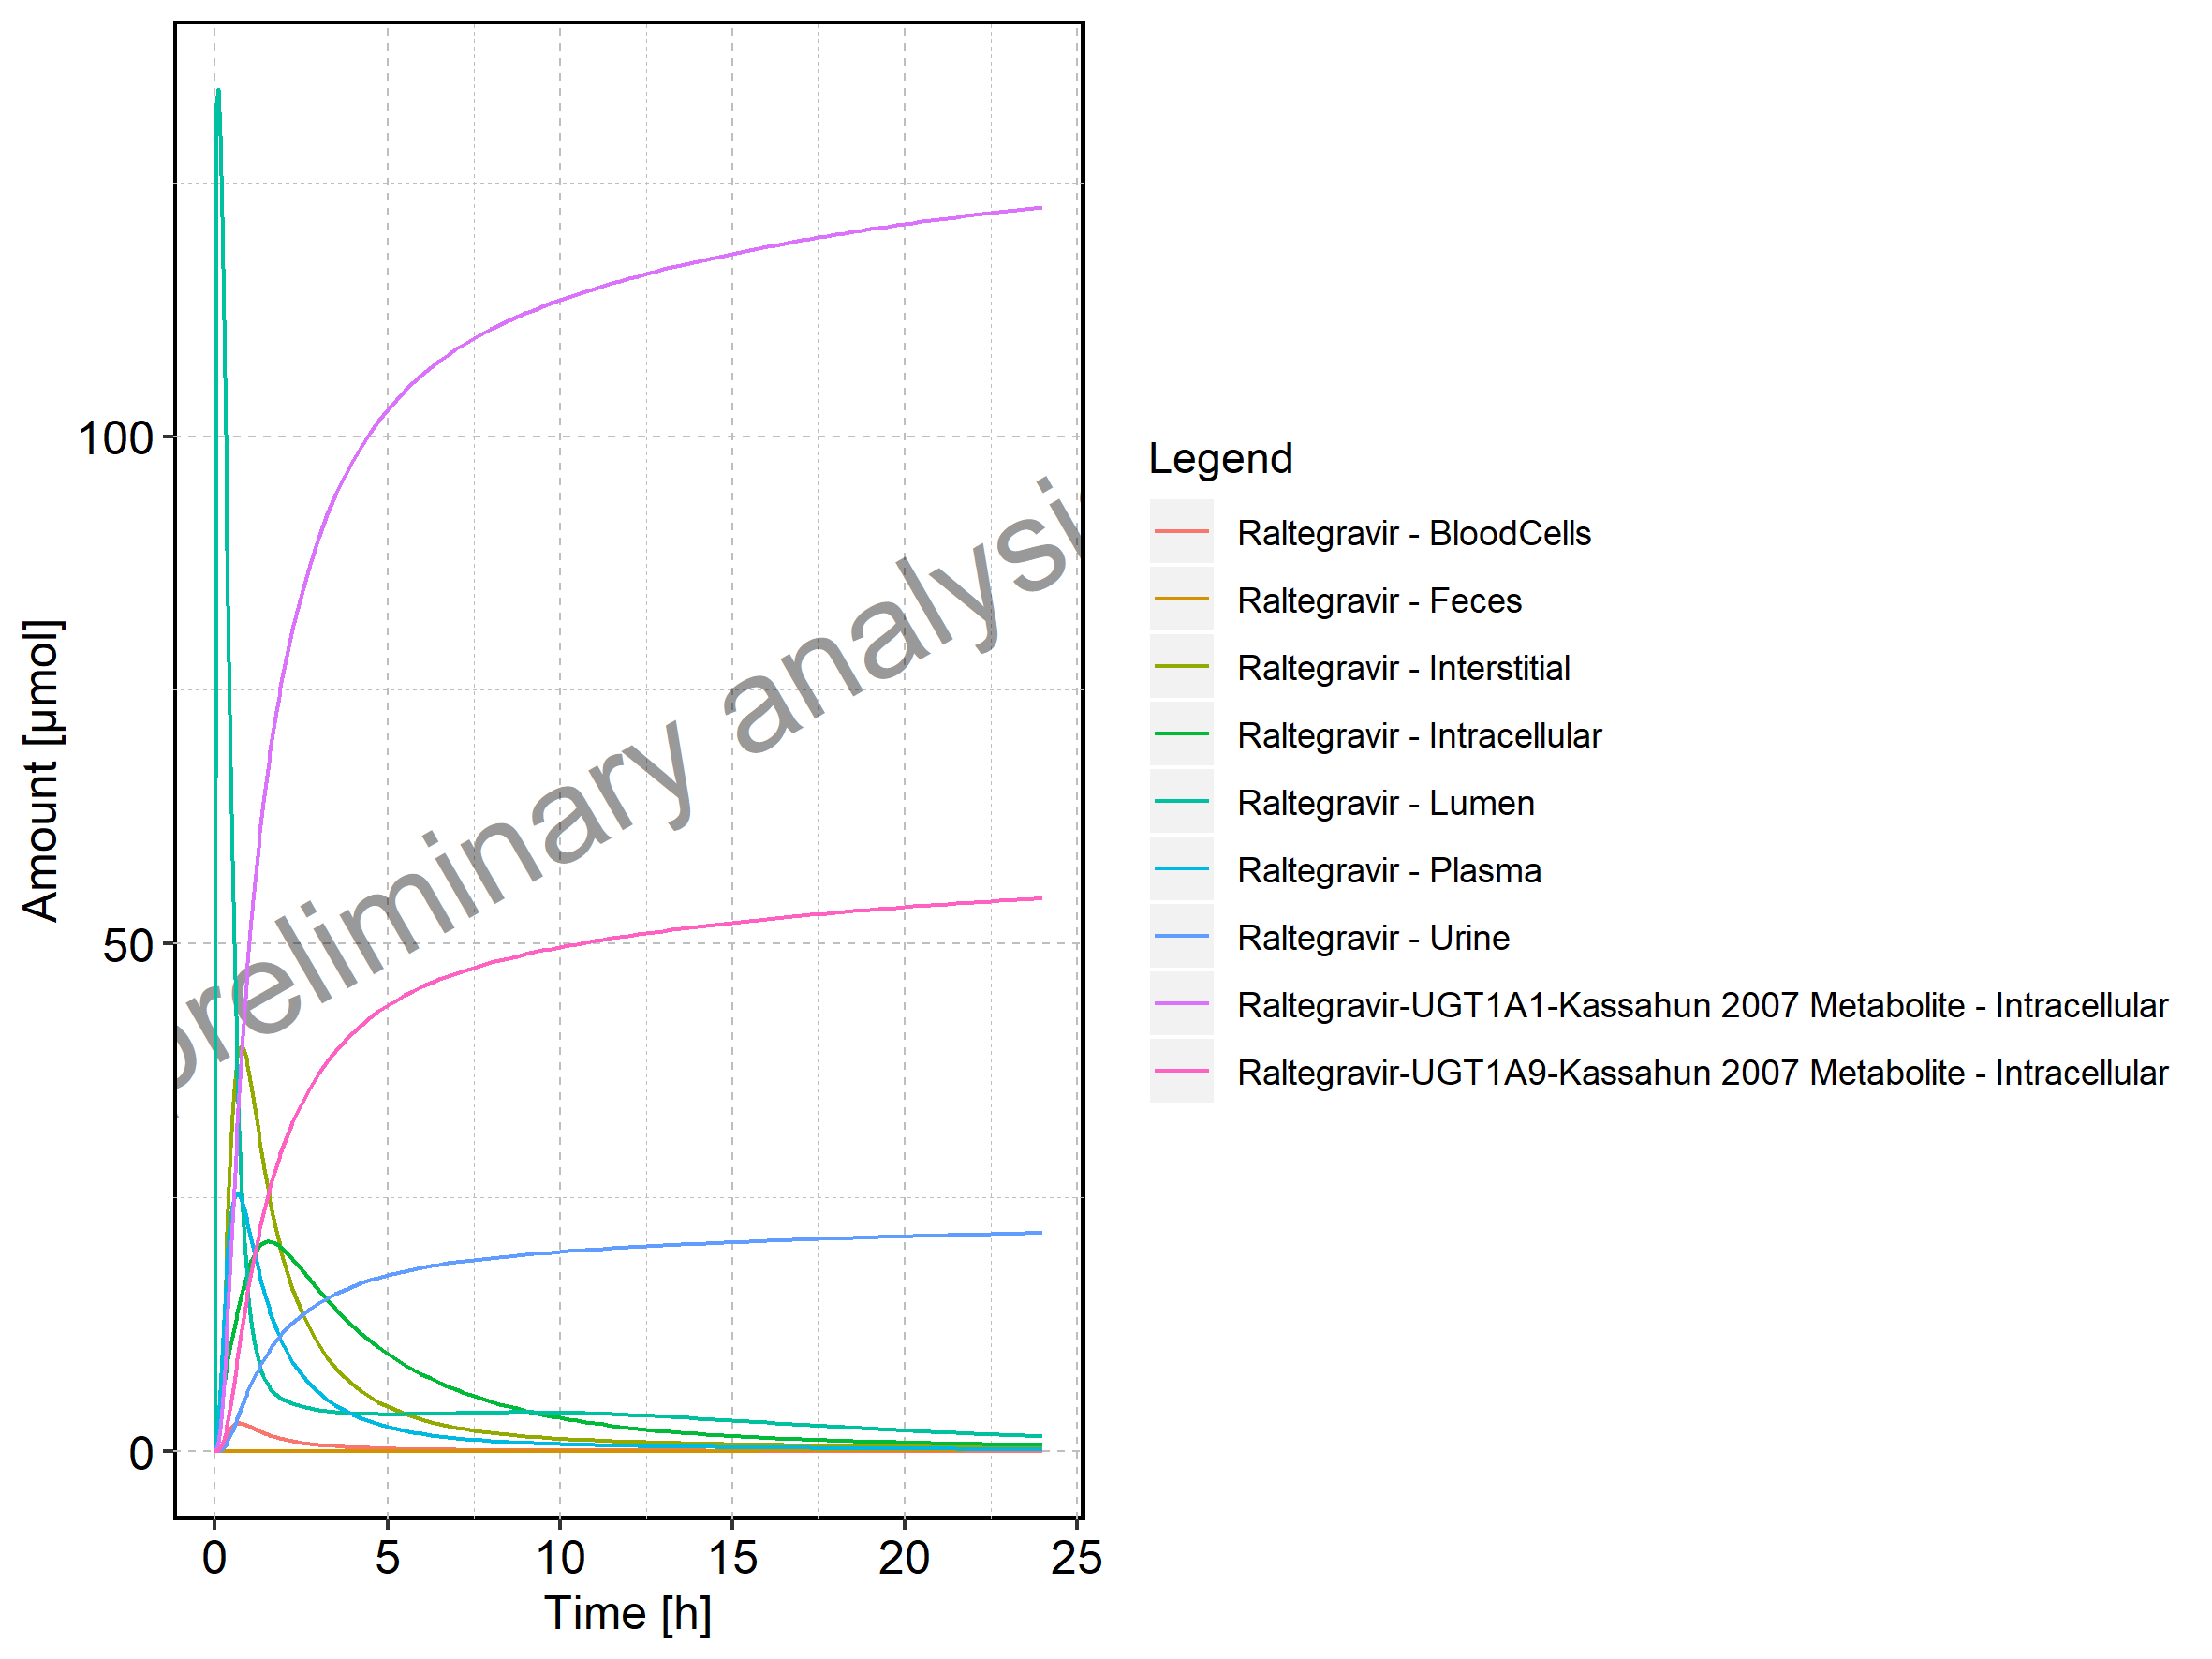 100
50
0
Amount [µmol]
0 5 10 15 20 25
Time [h]
preliminary analysis
Legend
Raltegravir - BloodCells
Raltegravir - Feces
Raltegravir - Interstitial
Raltegravir - Intracellular
Raltegravir - Lumen
Raltegravir - Plasma
Raltegravir - Urine
Raltegravir-UGT1A1-Kassahun 2007 Metabolite - Intracellular
Raltegravir-UGT1A9-Kassahun 2007 Metabolite - Intracellular